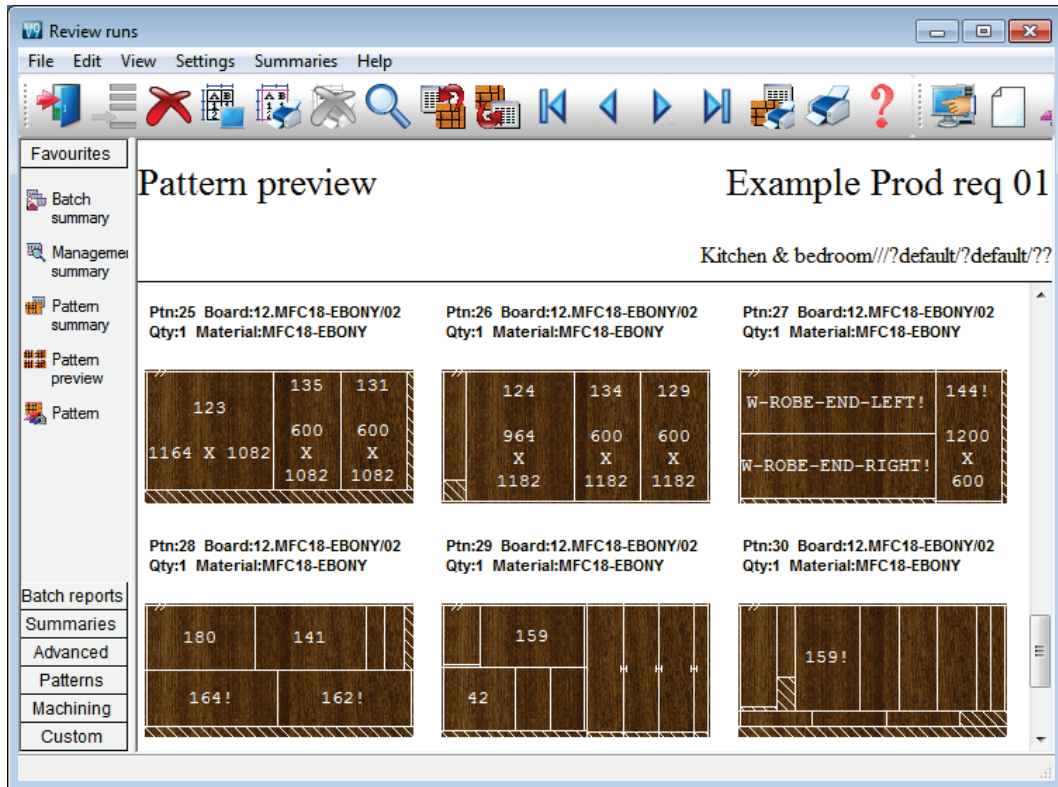 V9 Review runs
File Edit View Settings Summaries Help
Favourites
Batch
summary
Managemen
summary
Pattern
summary
Pattern
preview
Pattern
Batch reports
Summaries
Advanced
Patterns
Machining
Custom
Pattern preview
Example Prod req 01
Kitchen & bedroom///?default/?default/??
Ptn:25 Board:12.MFC18-EBONY/02
Qty:1 Material:MFC18-EBONY
123
1164 X 1082
135
600
X
1082
131
600
X
1082
Ptn:26 Board:12.MFC18-EBONY/02
Qty:1 Material:MFC18-EBONY
124
964
X
1182
134
600
X
1182
129
600
X
1182
Ptn:27 Board:12.MFC18-EBONY/02
Qty:1 Material:MFC18-EBONY
W-ROBE-END-LEFT!
W-ROBE-END-RIGHT!
144!
1200
X
600
Ptn:28 Board:12.MFC18-EBONY/02
Qty:1 Material:MFC18-EBONY
180
141
164!
162!
Ptn:29 Board:12.MFC18-EBONY/02
Qty:1 Material:MFC18-EBONY
159
42
Ptn:30 Board:12.MFC18-EBONY/02
Qty:1 Material:MFC18-EBONY
159!